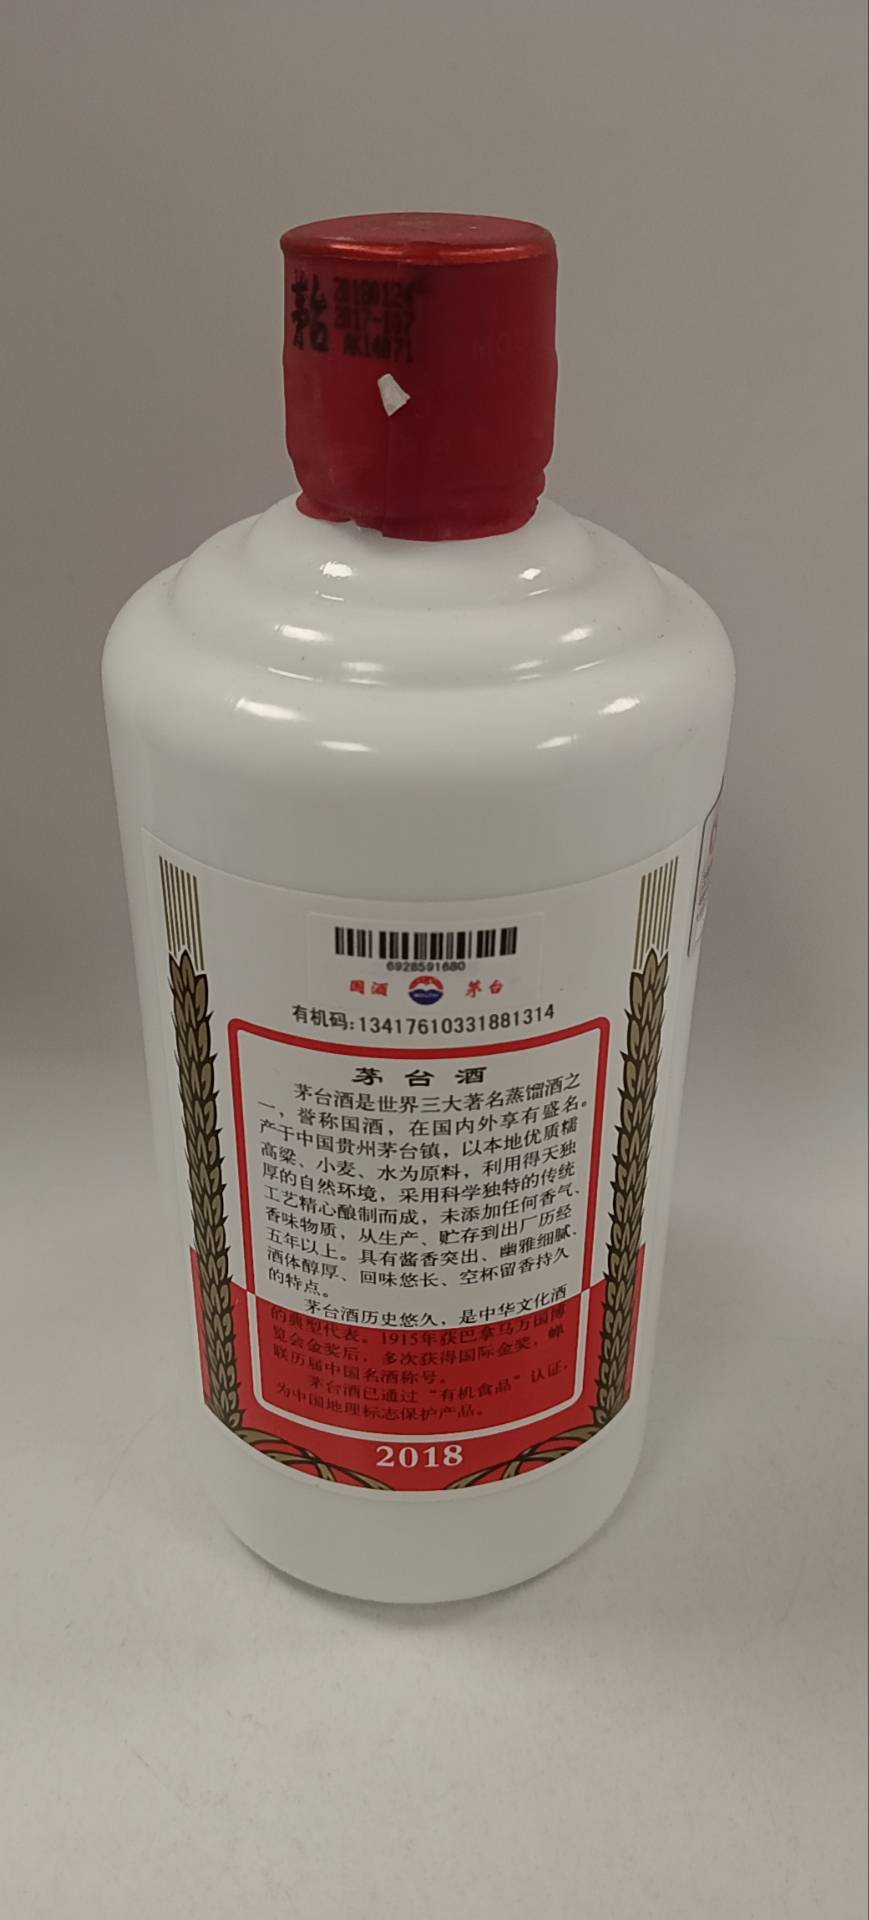 茅台 20180124
2017-107
MOU
6928591680
国酒 茅台
有机码:13417610331881314
茅台酒
茅台酒是世界三大著名蒸馏酒之
一，誉称国酒，在国内外享有盛名。
产于中国贵州茅台镇，以本地优质糯
高粱、小麦、水为原料，利用得天独
厚的自然环境，采用科学独特的传统
工艺精心酿制而成，未添加任何香气、
香味物质，从生产、贮存到出厂历经
五年以上。具有酱香突出、幽雅细腻、
酒体醇厚、回味悠长、空杯留香持久
的特点。
茅台酒历史悠久，是中华文化酒
的典型代表。1915年获巴拿马万国博
览会金奖后，多次获得国际金奖，蝉
联历届中国名酒称号。
茅台酒已通过“有机食品”认证，
为中国地理标志保护产品。
2018